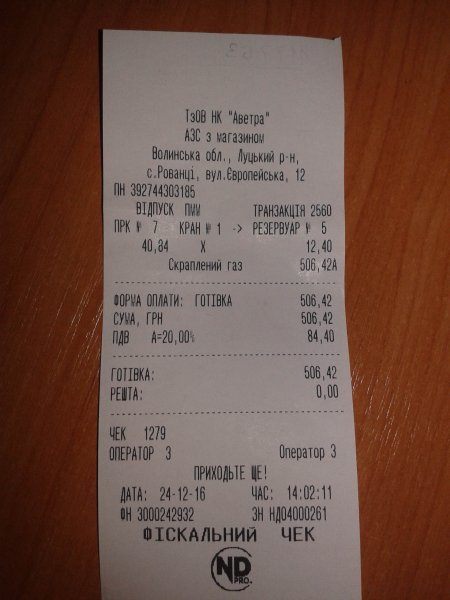 ТзОВ НК "Аветра"
АЗС з магазином
Волинська обл., Луцький р-н,
с.Рованці, вул.Європейська, 12
ПН 392744303185
ВІДПУСК ПММ ТРАНЗАКЦІЯ 2560
ПРК № 7 КРАН № 1 -> РЕЗЕРВУАР № 5
40,84 X 12,40
Скраплений газ 506,42А
ФОРМА ОПЛАТИ: ГОТІВКА 506,42
СУМА, ГРН 506,42
ПДВ А=20,00% 84,40
ГОТІВКА: 506,42
РЕШТА: 0,00
ЧЕК 1279
ОПЕРАТОР 3 Оператор 3
ПРИХОДЬТЕ ЩЕ!
ДАТА: 24-12-16 ЧАС: 14:02:11
ФН 3000242932 ЗН НД04000261
ФІСКАЛЬНИЙ ЧЕК
ND
PRO